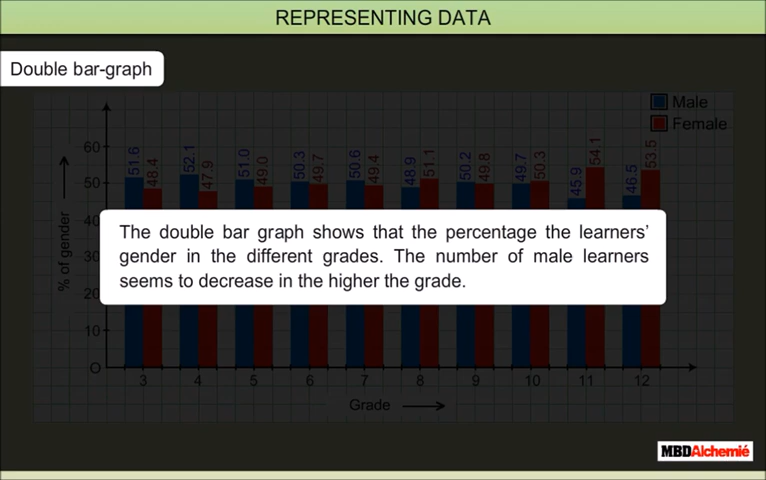 REPRESENTING DATA
Double bar-graph
Male
Female
60
50
40
30
20
10
O
% of gender
51.6
48.4
52.1
47.9
51.0
49.0
50.3
49.7
50.6
49.4
48.9
51.1
50.2
49.8
49.7
50.3
45.9
54.1
46.5
53.5
The double bar graph shows that the percentage the learners'
gender in the different grades. The number of male learners
seems to decrease in the higher the grade.
3 4 5 6 7 8 9 10 11 12
Grade
MBDAlchemié